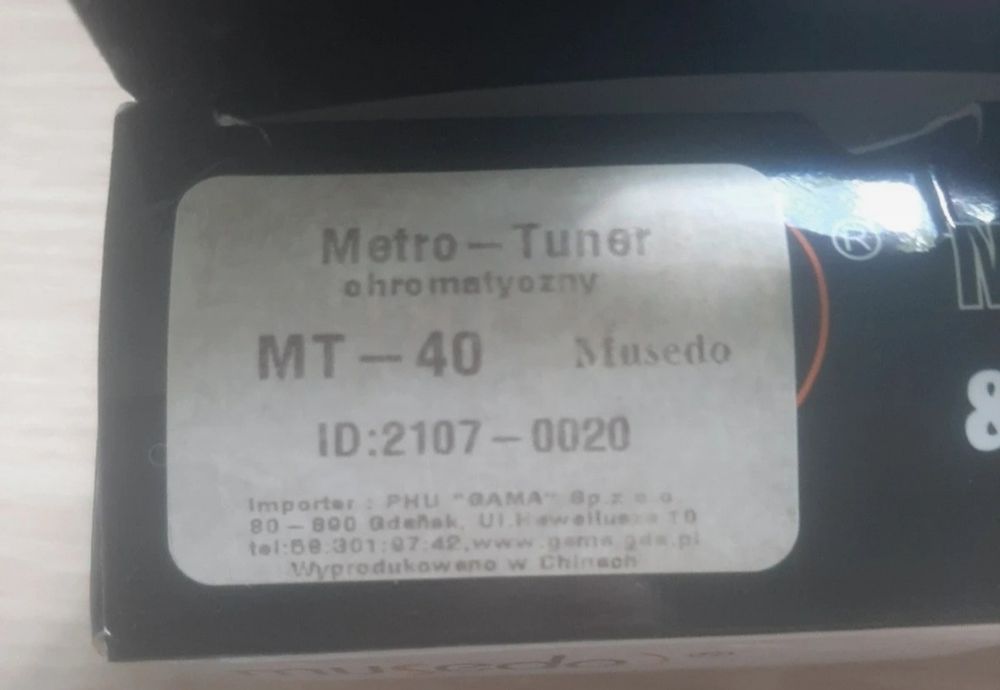 Metro – Tuner
chromatyczny
MT – 40 Musedo
ID:2107 – 0020
Importer : PHU "GAMA" Sp.z o.o.
80 – 890 Gdańsk, Ul.Heweliusza 10
tel:58.301:97:42,www.gama.gda.pl
Wyprodukowano w Chinach
®
&
musedo